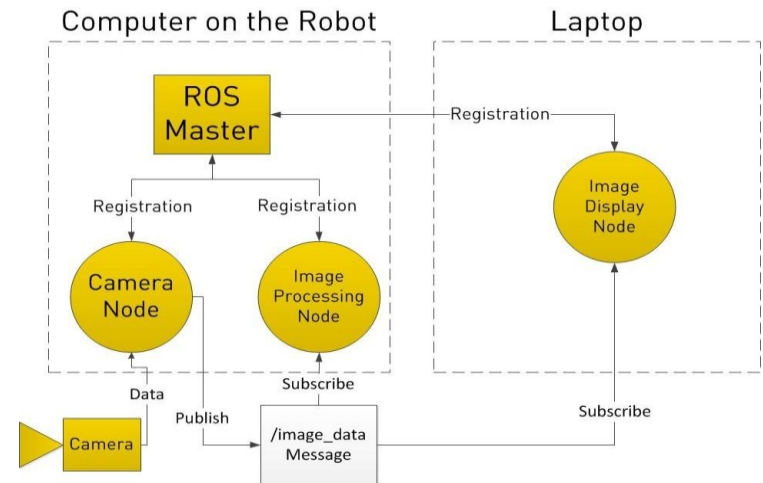 Computer on the Robot
Laptop
ROS
Master
Registration
Registration
Registration
Image
Display
Node
Camera
Node
Image
Processing
Node
Data
Publish
Subscribe
Subscribe
Camera
/image_data
Message